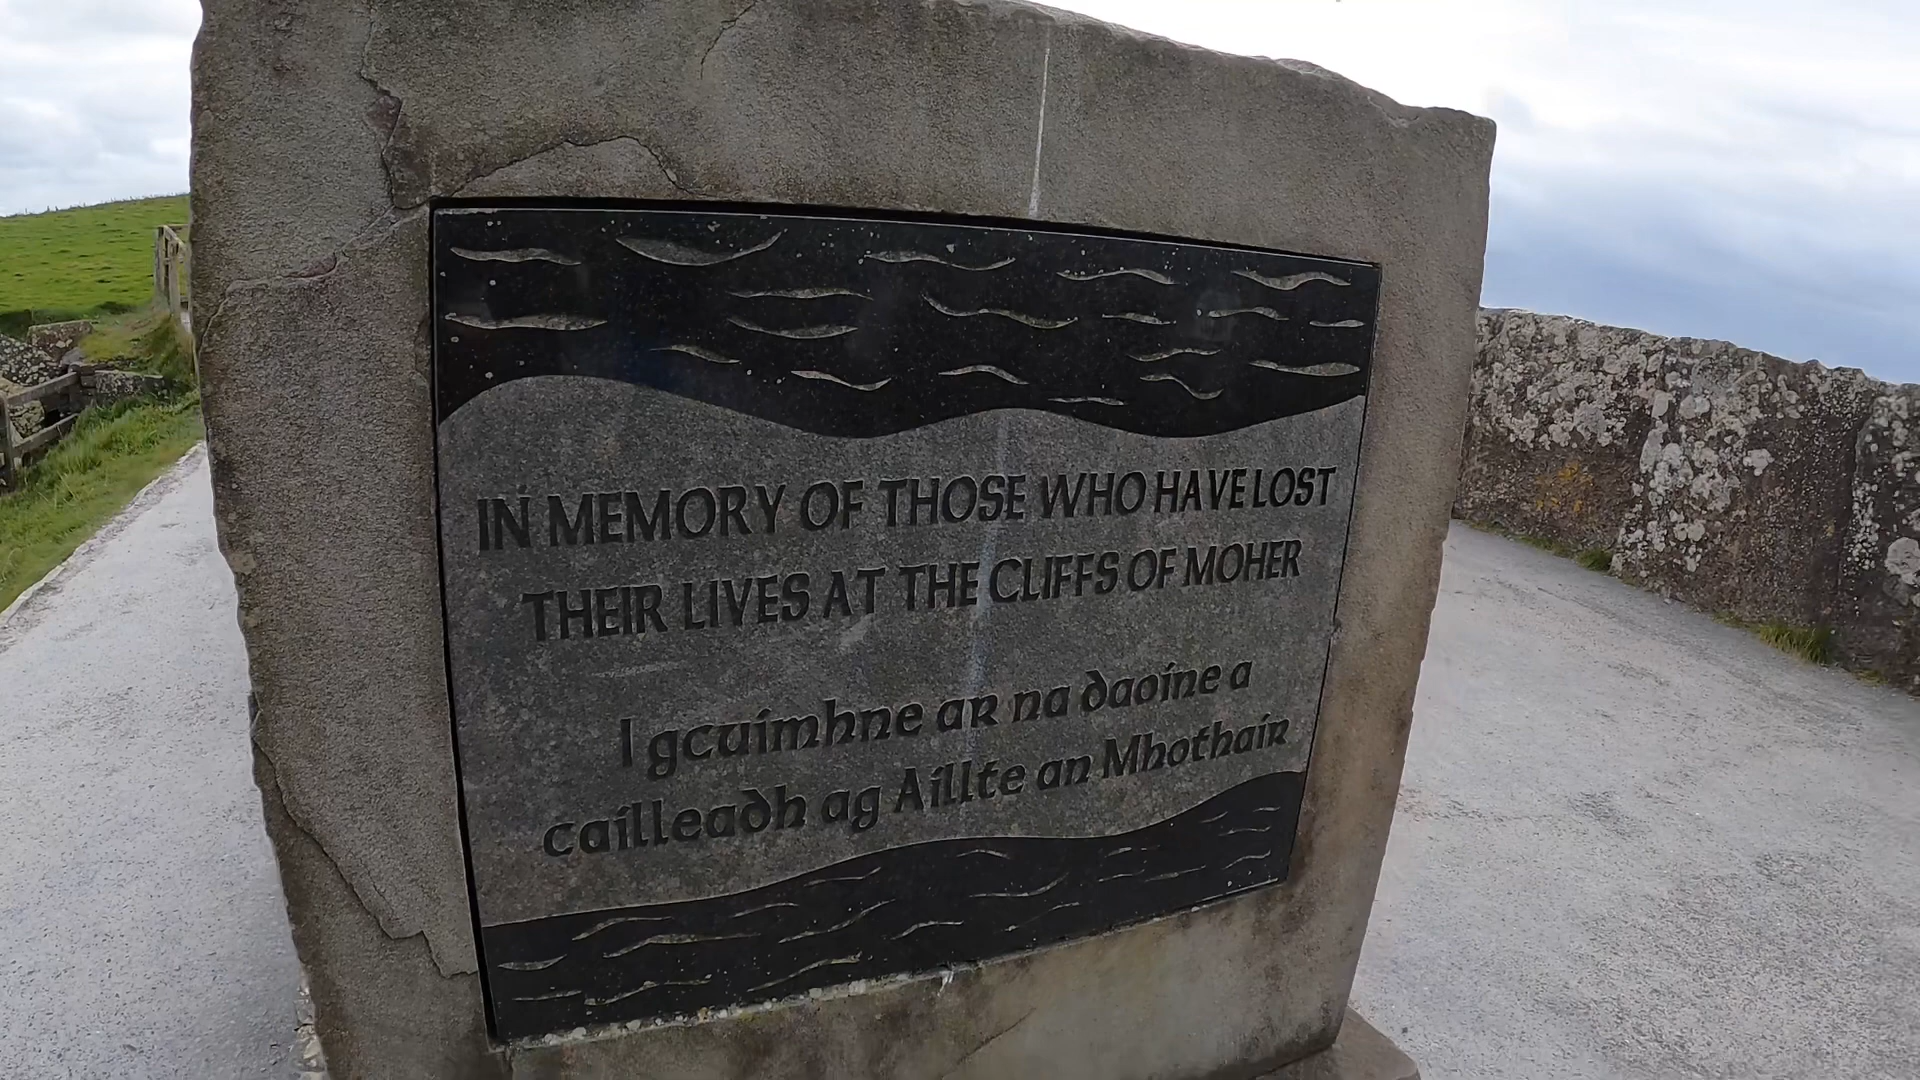 IN MEMORY OF THOSE WHO HAVE LOST
THEIR LIVES AT THE CLIFFS OF MOHER
I gcuimhne ar na daoine a
cailleadh ag Aillte an Mhothair